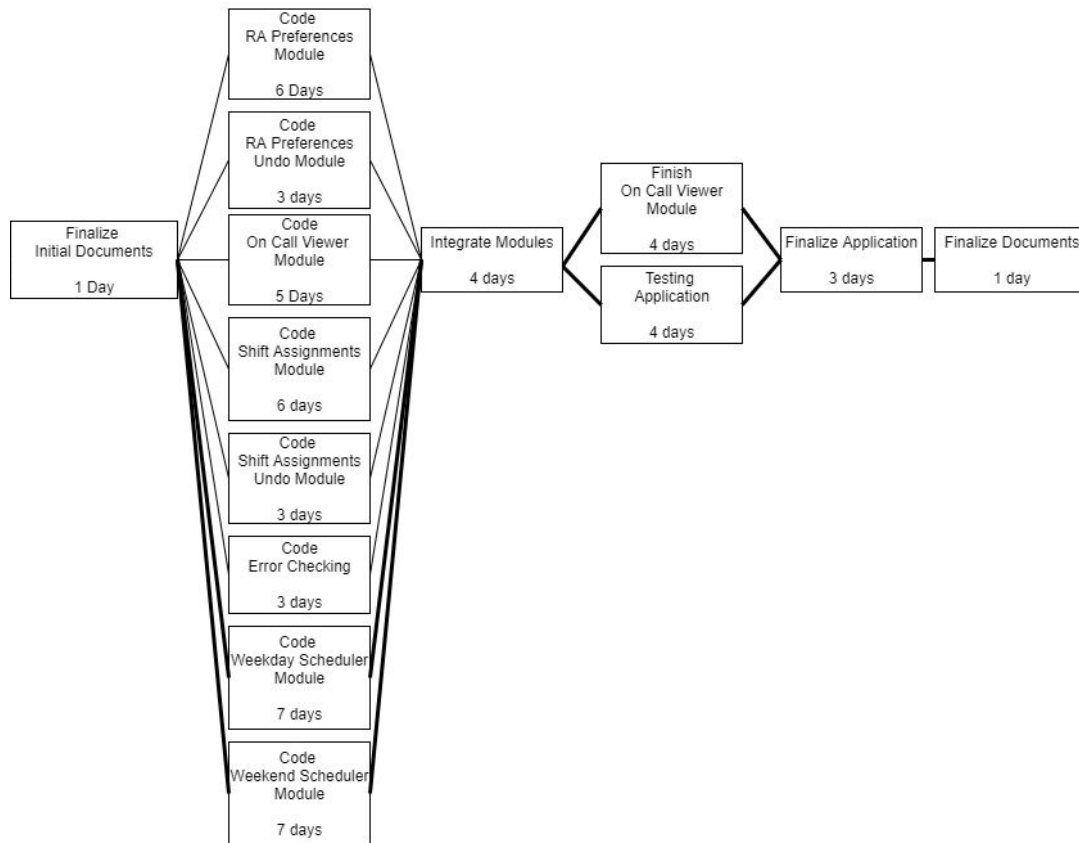 Code
RA Preferences
Module
6 Days
Code
RA Preferences
Undo Module
3 days
Finalize
Initial Documents
1 Day
Code
On Call Viewer
Module
5 Days
Code
Shift Assignments
Module
6 days
Code
Shift Assignments
Undo Module
3 days
Code
Error Checking
3 days
Code
Weekday Scheduler
Module
7 days
Code
Weekend Scheduler
Module
7 days
Integrate Modules
4 days
Finish
On Call Viewer
Module
4 days
Testing
Application
4 days
Finalize Application
3 days
Finalize Documents
1 day